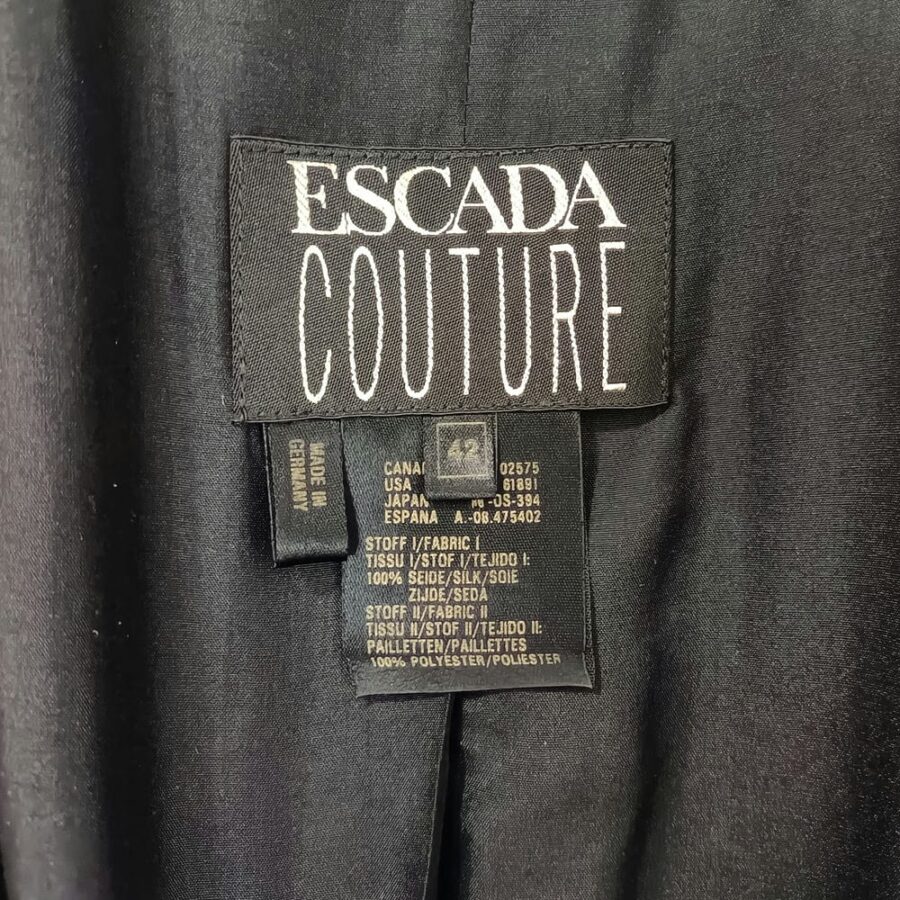 ESCADA
COUTURE
MADE IN
GERMANY
42
02575
USA 61891
JAPAN -OS-394
ESPANA A.-08.475402
STOFF I/FABRIC I
TISSU I/STOF I/TEJIDO I:
100% SEIDE/SILK/SOIE
ZIJDE/SEDA
STOFF II/FABRIC II
TISSU II/STOF II/TEJIDO II:
PAILLETTEN/PAILLETTES
100% POLYESTER/POLIESTER